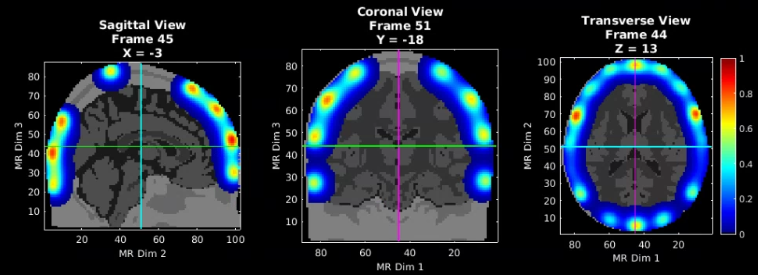 Sagittal View
Frame 45
X = -3
MR Dim 3
80
70
60
50
40
30
20
10
20 40 60 80 100
MR Dim 2
Coronal View
Frame 51
Y = -18
MR Dim 3
80
70
60
50
40
30
20
10
80 60 40 20
MR Dim 1
Transverse View
Frame 44
Z = 13
MR Dim 2
100
90
80
70
60
50
40
30
20
10
80 60 40 20
MR Dim 1
1
0.8
0.6
0.4
0.2
0